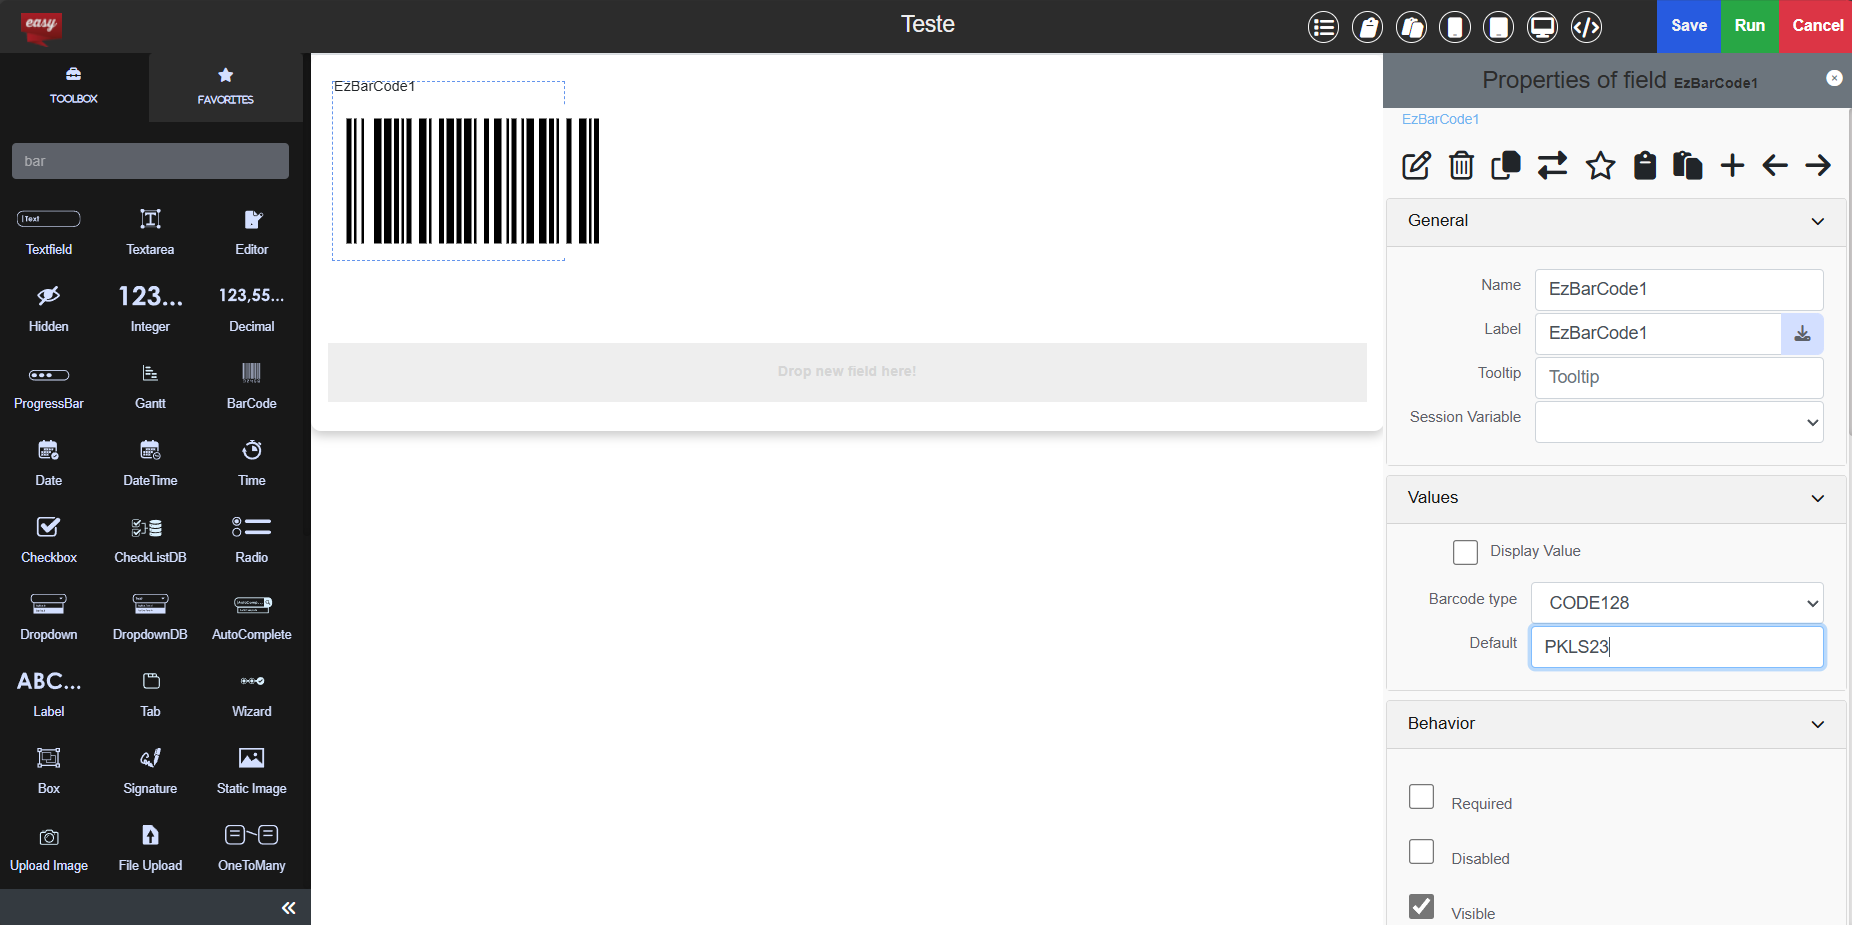 easy
Teste
Save
Run
Cancel
TOOLBOX
FAVORITES
bar
Text
Textfield
Textarea
Editor
123...
123,55...
Hidden
Integer
Decimal
ProgressBar
Gantt
BarCode
Date
DateTime
Time
Checkbox
CheckListDB
Radio
Dropdown
DropdownDB
AutoComplete
ABC...
Label
Tab
Wizard
Box
Signature
Static Image
Upload Image
File Upload
OneToMany
EzBarCode1
Drop new field here!
Properties of field EzBarCode1
EzBarCode1
General
Name
EzBarCode1
Label
EzBarCode1
Tooltip
Tooltip
Session Variable
Values
Display Value
Barcode type
CODE128
Default
PKLS23
Behavior
Required
Disabled
Visible